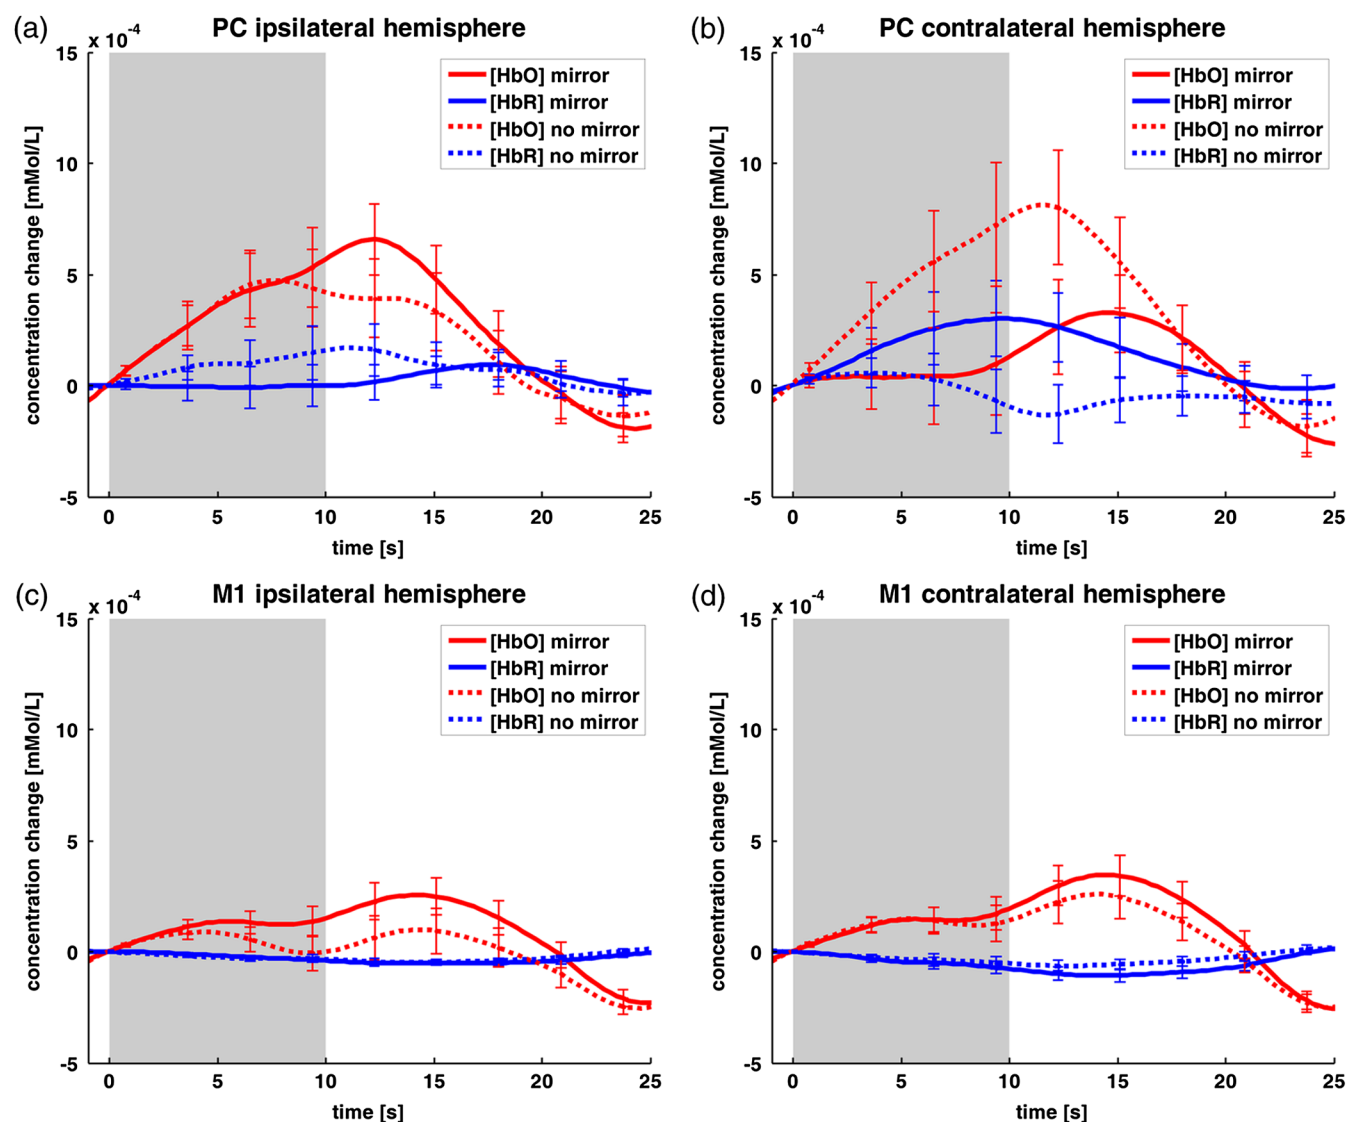 (a)
PC ipsilateral hemisphere
x 10-4
15
10
5
0
-5
concentration change [mMol/L]
[HbO] mirror
[HbR] mirror
[HbO] no mirror
[HbR] no mirror
0 5 10 15 20 25
time [s]
(b)
PC contralateral hemisphere
x 10-4
15
10
5
0
-5
concentration change [mMol/L]
[HbO] mirror
[HbR] mirror
[HbO] no mirror
[HbR] no mirror
0 5 10 15 20 25
time [s]
(c)
M1 ipsilateral hemisphere
x 10-4
15
10
5
0
-5
concentration change [mMol/L]
[HbO] mirror
[HbR] mirror
[HbO] no mirror
[HbR] no mirror
0 5 10 15 20 25
time [s]
(d)
M1 contralateral hemisphere
x 10-4
15
10
5
0
-5
concentration change [mMol/L]
[HbO] mirror
[HbR] mirror
[HbO] no mirror
[HbR] no mirror
0 5 10 15 20 25
time [s]